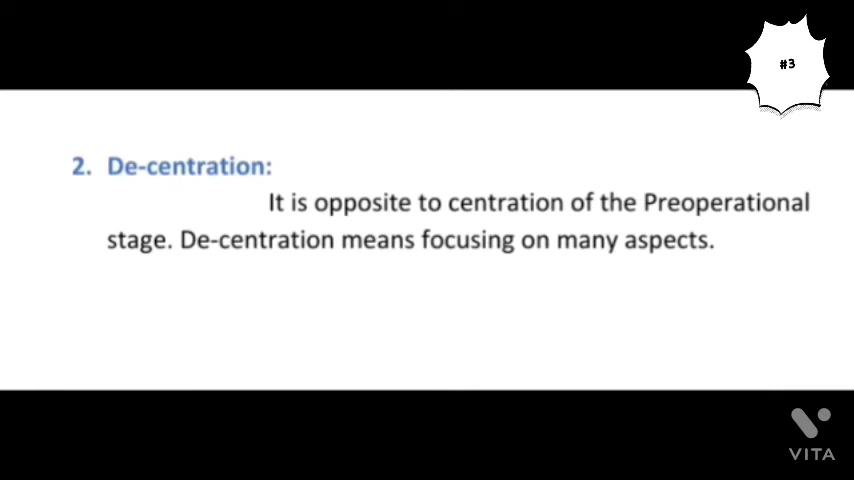 #3
2. De-centration:
It is opposite to centration of the Preoperational
stage. De-centration means focusing on many aspects.
VITA